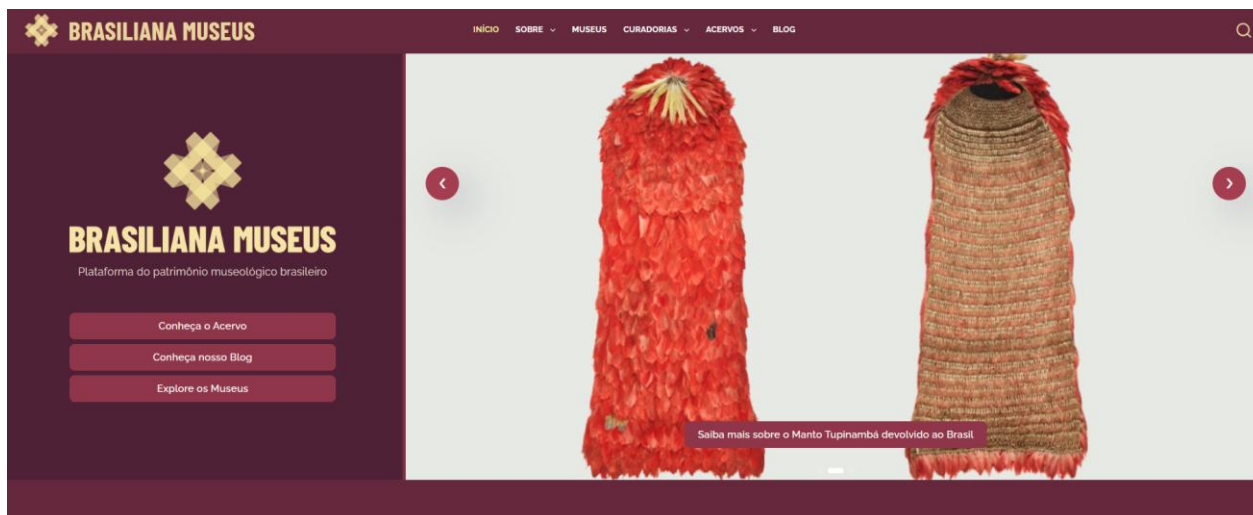 BRASILIANA MUSEUS
INÍCIO SOBRE MUSEUS CURADORIAS ACERVOS BLOG
BRASILIANA MUSEUS
Plataforma do patrimônio museológico brasileiro
Conheça o Acervo
Conheça nosso Blog
Explore os Museus
Saiba mais sobre o Manto Tupinambá devolvido ao Brasil